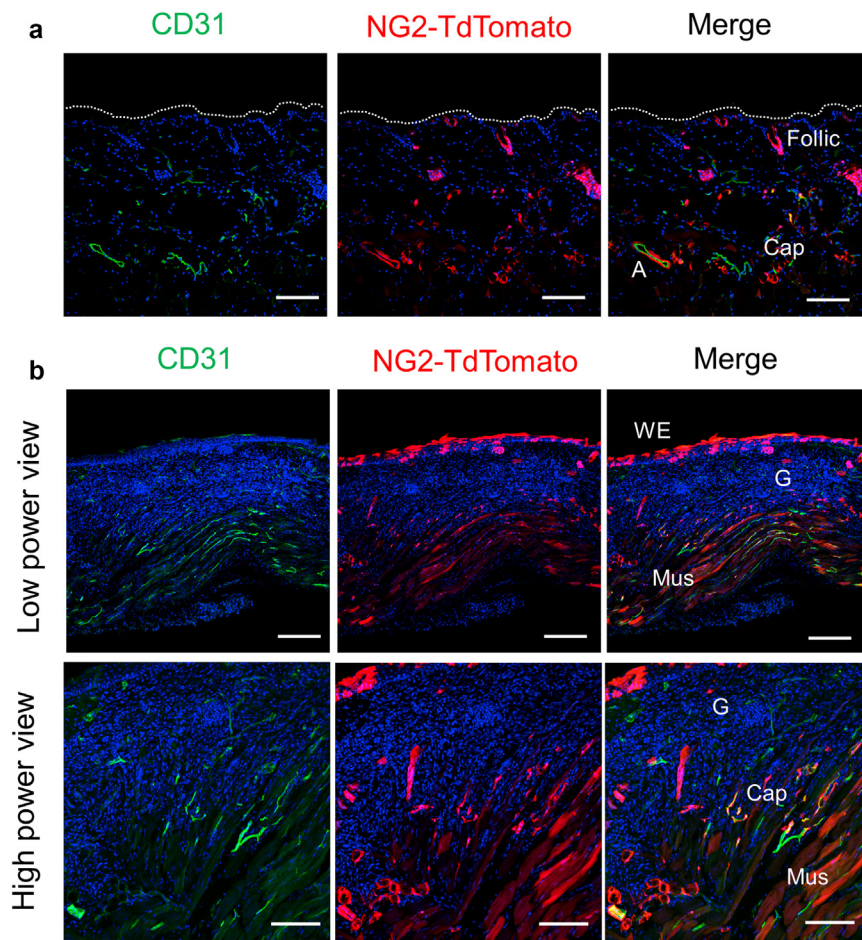 a
CD31 NG2-TdTomato Merge
Follic
Cap
A
b
CD31 NG2-TdTomato Merge
Low power view
WE
G
Mus
High power view
G
Cap
Mus